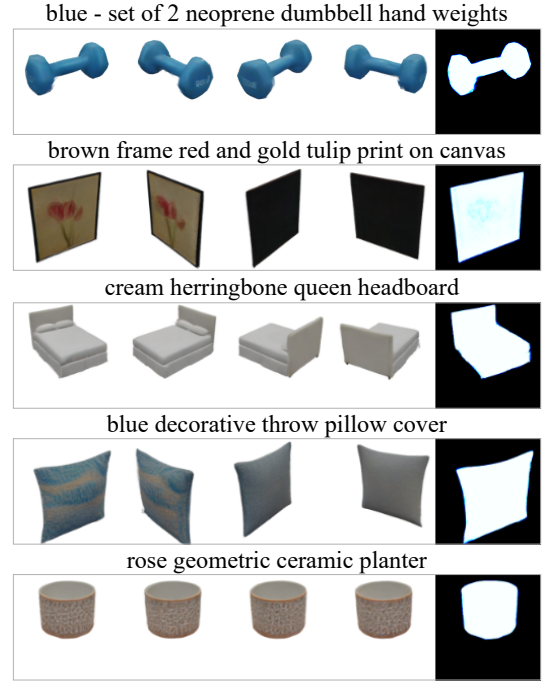 blue - set of 2 neoprene dumbbell hand weights
brown frame red and gold tulip print on canvas
cream herringbone queen headboard
blue decorative throw pillow cover
rose geometric ceramic planter